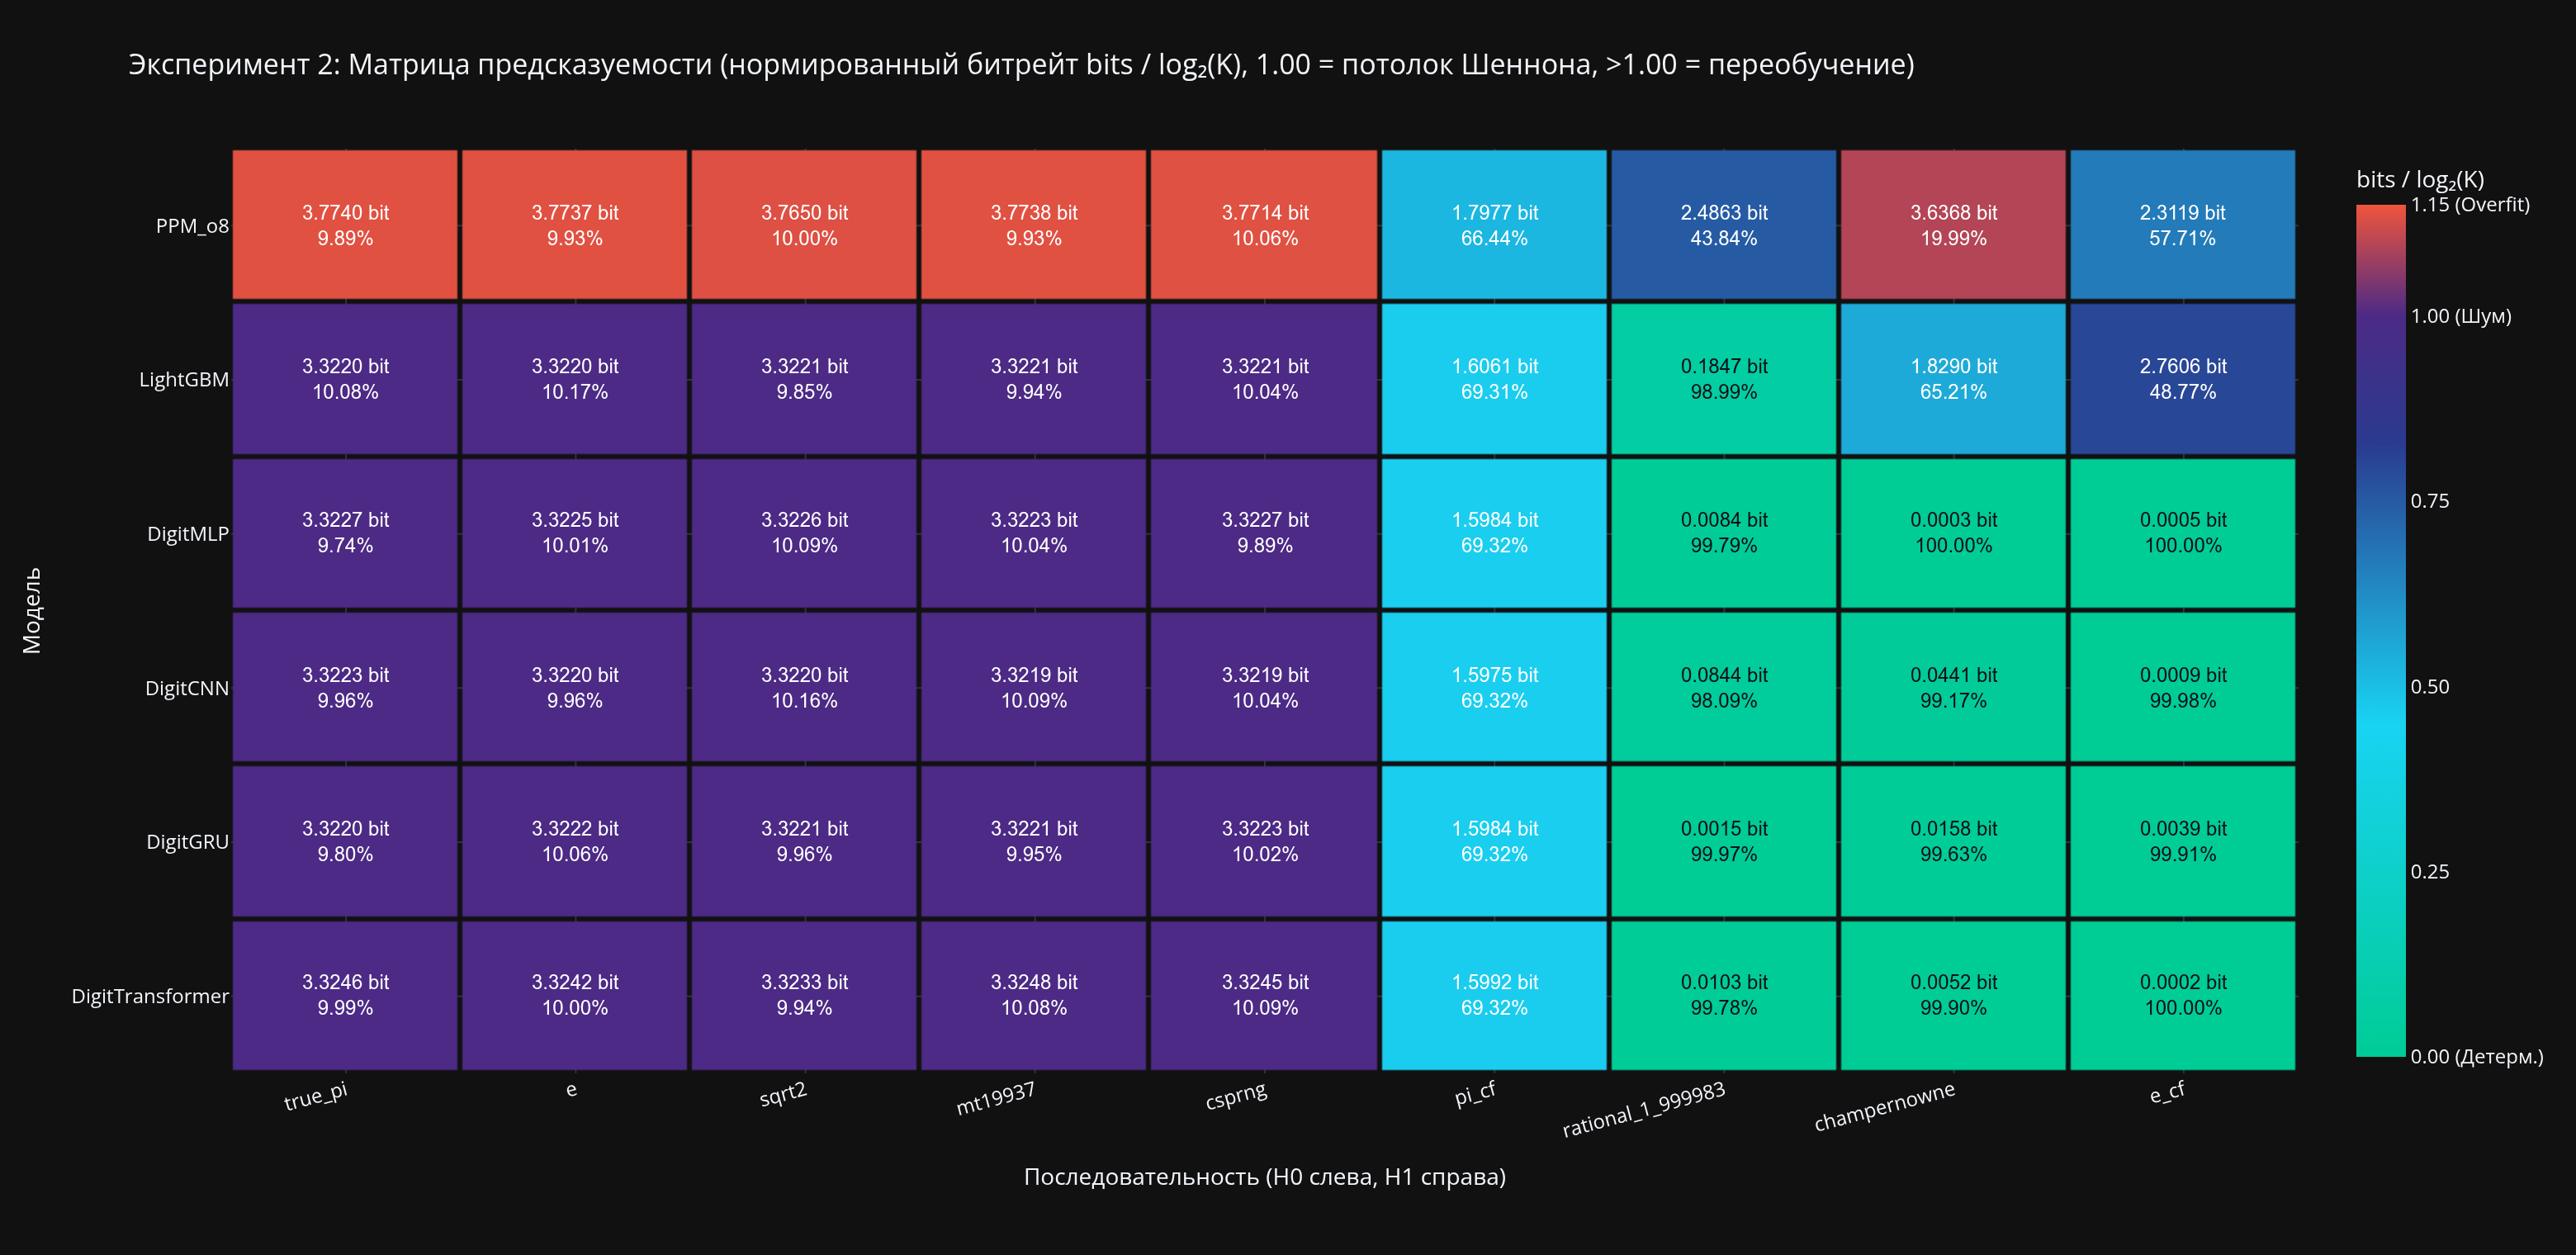 Эксперимент 2: Матрица предсказуемости (нормированный битрейт bits / log₂(K), 1.00 = потолок Шеннона, >1.00 = переобучение)
bits / log₂(K)
1.15 (Overfit)
1.00 (Шум)
0.75
0.50
0.25
0.00 (Детерм.)
Модель
PPM_o8
3.7740 bit 3.7737 bit 3.7650 bit 3.7738 bit 3.7714 bit 1.7977 bit 2.4863 bit 3.6368 bit 2.3119 bit
9.89% 9.93% 10.00% 9.93% 10.06% 66.44% 43.84% 19.99% 57.71%
LightGBM
3.3220 bit 3.3220 bit 3.3221 bit 3.3221 bit 3.3221 bit 1.6061 bit 0.1847 bit 1.8290 bit 2.7606 bit
10.08% 10.17% 9.85% 9.94% 10.04% 69.31% 98.99% 65.21% 48.77%
DigitMLP
3.3227 bit 3.3225 bit 3.3226 bit 3.3223 bit 3.3227 bit 1.5984 bit 0.0084 bit 0.0003 bit 0.0005 bit
9.74% 10.01% 10.09% 10.04% 9.89% 69.32% 99.79% 100.00% 100.00%
DigitCNN
3.3223 bit 3.3220 bit 3.3220 bit 3.3219 bit 3.3219 bit 1.5975 bit 0.0844 bit 0.0441 bit 0.0009 bit
9.96% 9.96% 10.16% 10.09% 10.04% 69.32% 98.09% 99.17% 99.98%
DigitGRU
3.3220 bit 3.3222 bit 3.3221 bit 3.3221 bit 3.3223 bit 1.5984 bit 0.0015 bit 0.0158 bit 0.0039 bit
9.80% 10.06% 9.96% 9.95% 10.02% 69.32% 99.97% 99.63% 99.91%
DigitTransformer
3.3246 bit 3.3242 bit 3.3233 bit 3.3248 bit 3.3245 bit 1.5992 bit 0.0103 bit 0.0052 bit 0.0002 bit
9.99% 10.00% 9.94% 10.08% 10.09% 69.32% 99.78% 99.90% 100.00%
true_pi e sqrt2 mt19937 csprng pi_cf rational_1_999983 champernowne e_cf
Последовательность (H0 слева, H1 справа)